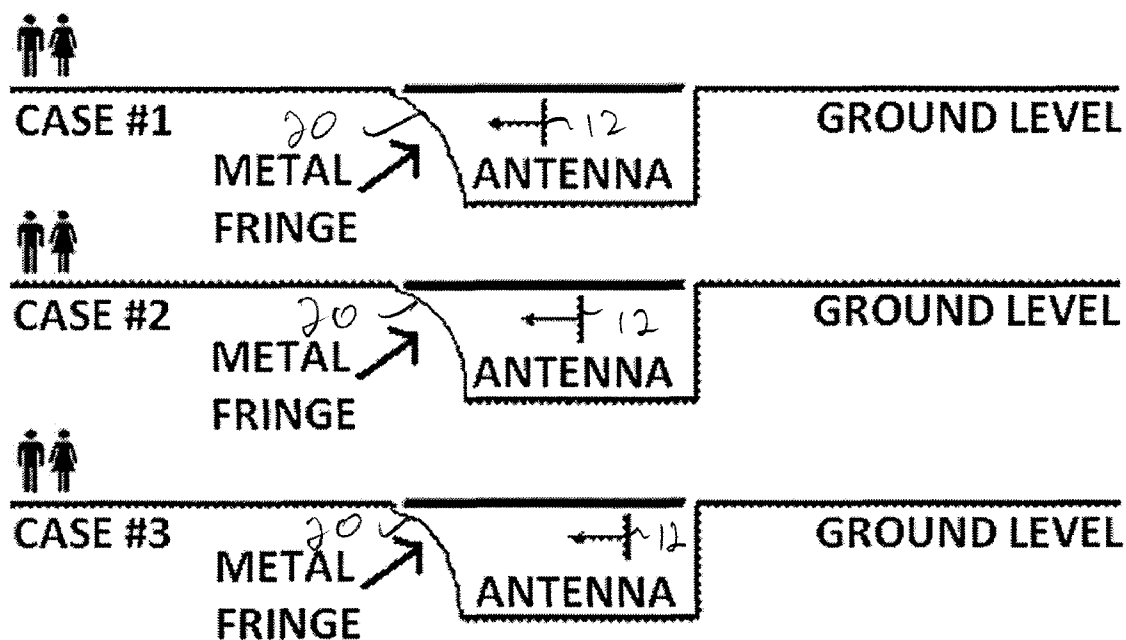 CASE #1 20 12 GROUND LEVEL
METAL ANTENNA
FRINGE
CASE #2 20 12 GROUND LEVEL
METAL ANTENNA
FRINGE
CASE #3 20 12 GROUND LEVEL
METAL ANTENNA
FRINGE